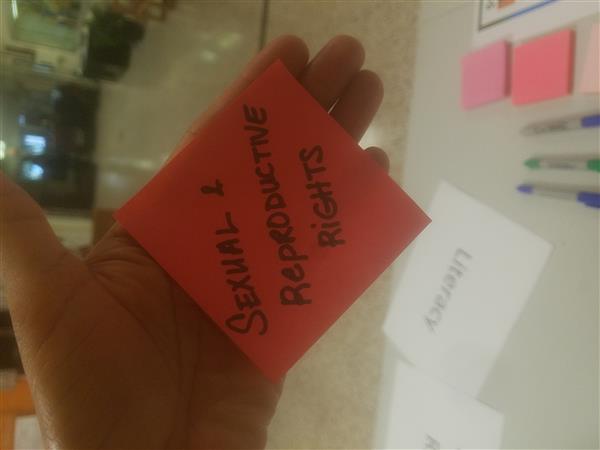 SEXUAL &
REPRODUCTIVE
RIGHTS
Literacy